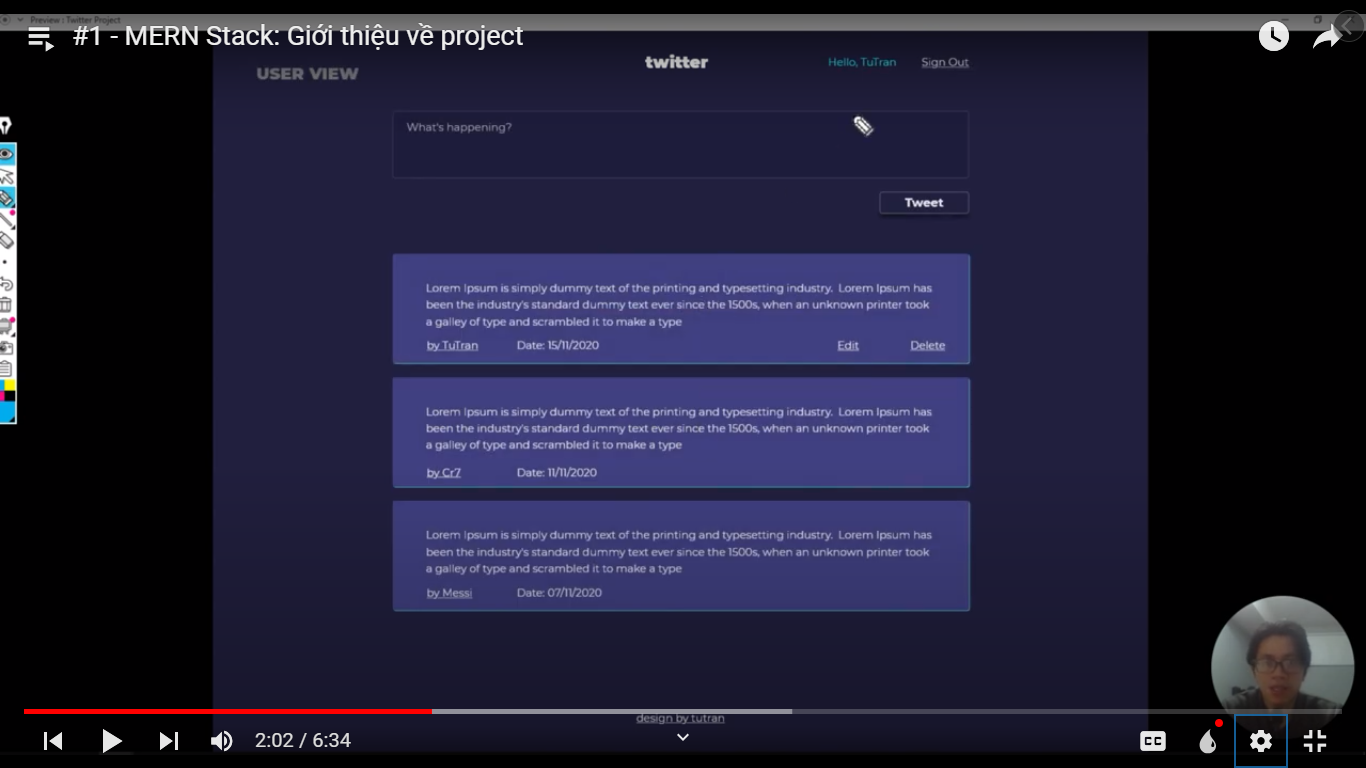 Preview : Twitter Project
#1 - MERN Stack: Giới thiệu về project
USER VIEW
twitter
Hello, TuTran
Sign Out
What's happening?
Tweet
Lorem Ipsum is simply dummy text of the printing and typesetting industry. Lorem Ipsum has
been the industry's standard dummy text ever since the 1500s, when an unknown printer took
a galley of type and scrambled it to make a type
by TuTran Date: 15/11/2020 Edit Delete
Lorem Ipsum is simply dummy text of the printing and typesetting industry. Lorem Ipsum has
been the industry's standard dummy text ever since the 1500s, when an unknown printer took
a galley of type and scrambled it to make a type
by Cr7 Date: 11/11/2020
Lorem Ipsum is simply dummy text of the printing and typesetting industry. Lorem Ipsum has
been the industry's standard dummy text ever since the 1500s, when an unknown printer took
a galley of type and scrambled it to make a type
by Messi Date: 07/11/2020
design by tutran
2:02 / 6:34
CC